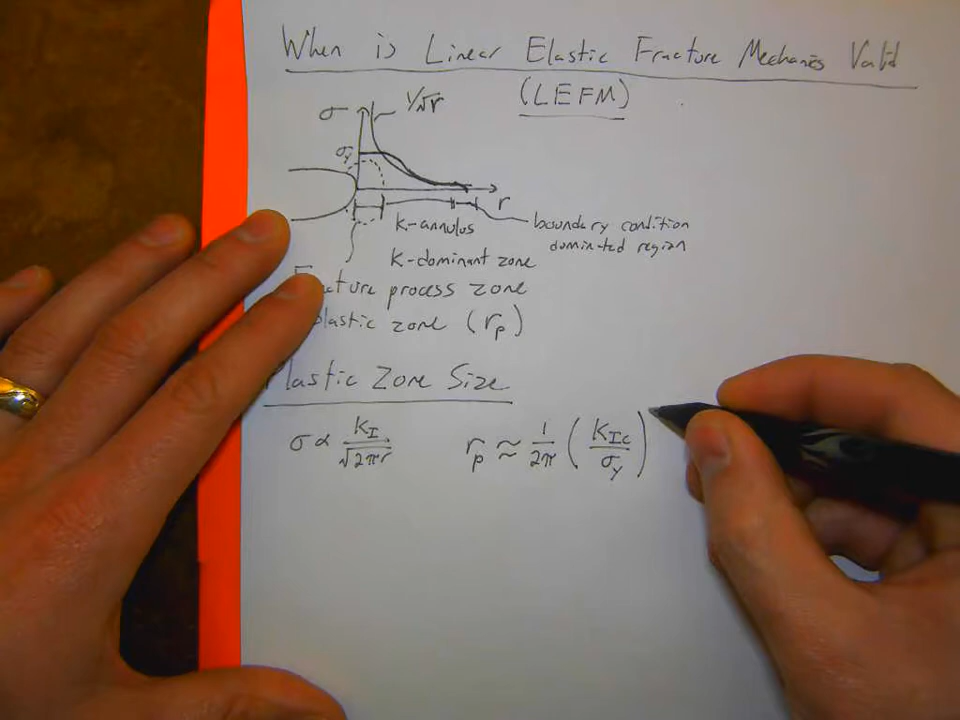 When is Linear Elastic Fracture Mechanics Valid
(LEFM)
σ 1/√r
σy
r
K-annulus
boundary condition
dominated region
K-dominant zone
process zone
plastic zone (rp)
Plastic Zone Size
σ ∝ KI/√2πr rp ≈ 1/2π (KIc/σy)